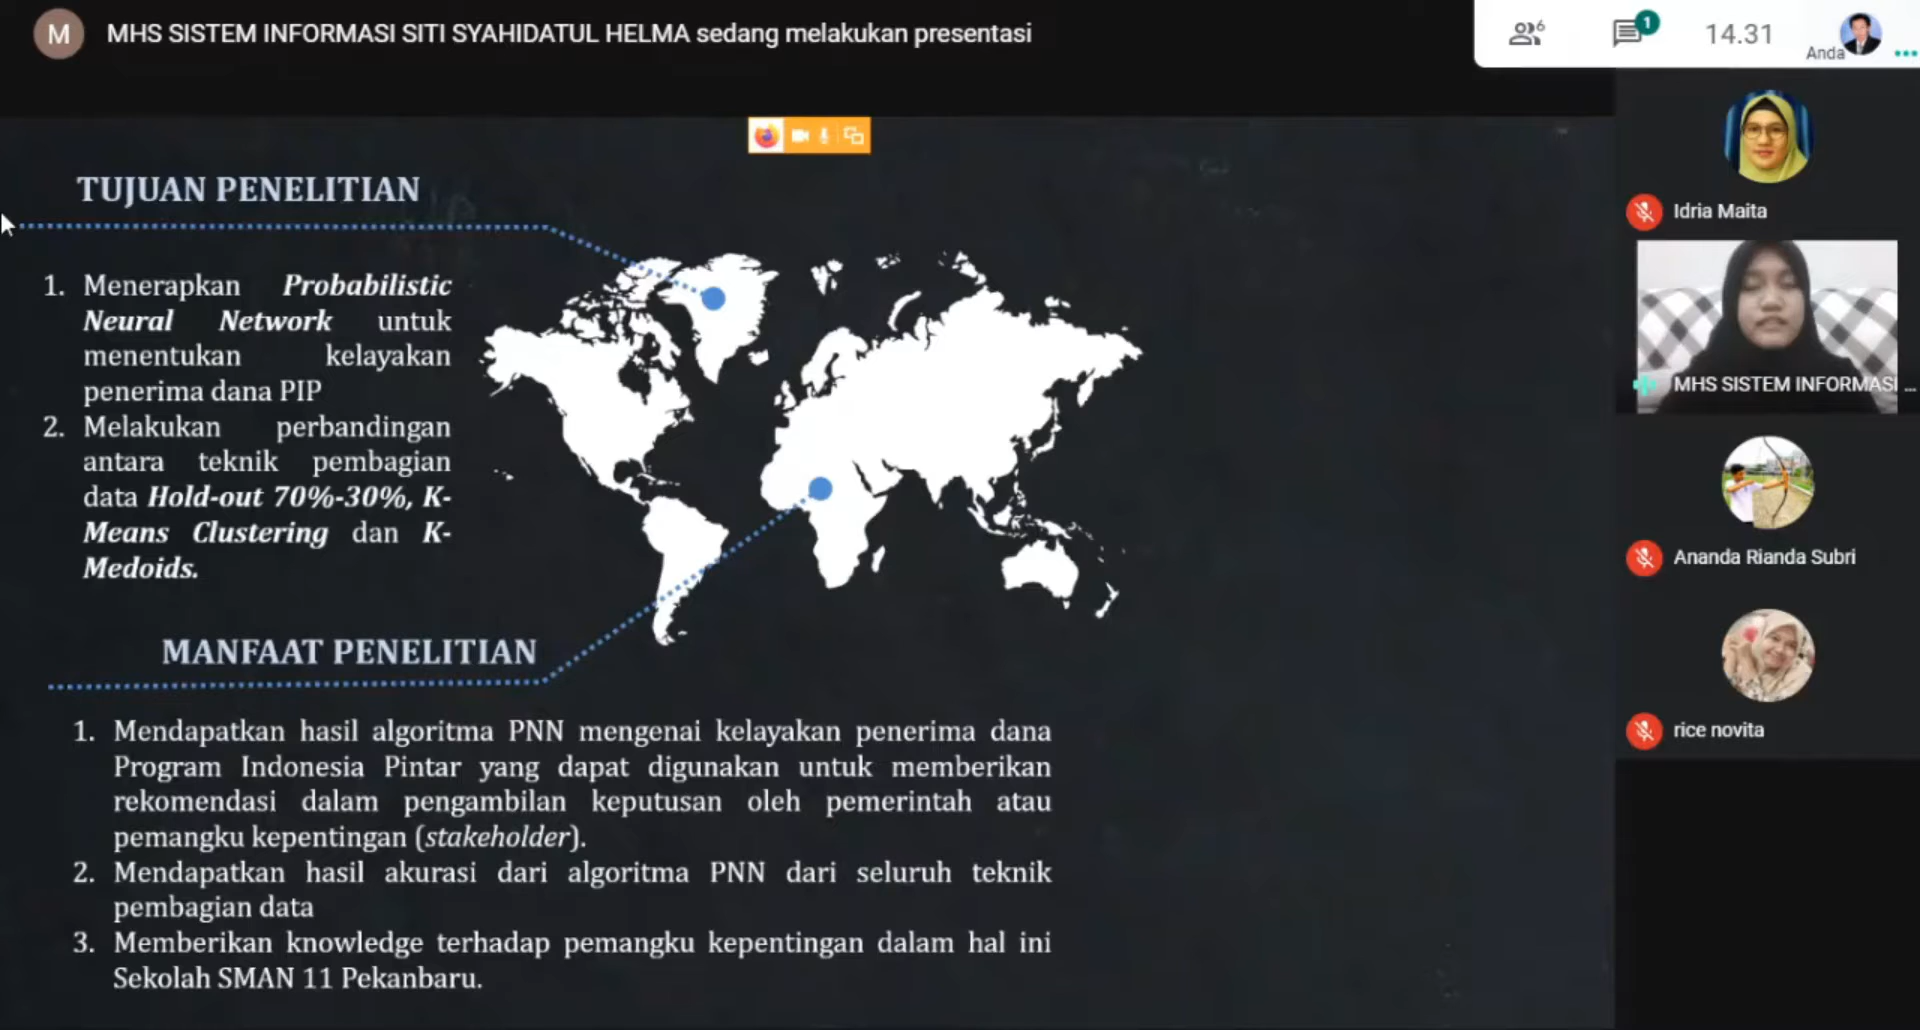 M
MHS SISTEM INFORMASI SITI SYAHIDATUL HELMA sedang melakukan presentasi
6
1
14.31
Anda
TUJUAN PENELITIAN
1. Menerapkan Probabilistic
Neural Network untuk
menentukan kelayakan
penerima dana PIP
2. Melakukan perbandingan
antara teknik pembagian
data Hold-out 70%-30%, K-
Means Clustering dan K-
Medoids.
MANFAAT PENELITIAN
1. Mendapatkan hasil algoritma PNN mengenai kelayakan penerima dana
Program Indonesia Pintar yang dapat digunakan untuk memberikan
rekomendasi dalam pengambilan keputusan oleh pemerintah atau
pemangku kepentingan (stakeholder).
2. Mendapatkan hasil akurasi dari algoritma PNN dari seluruh teknik
pembagian data
3. Memberikan knowledge terhadap pemangku kepentingan dalam hal ini
Sekolah SMAN 11 Pekanbaru.
Idria Maita
MHS SISTEM INFORMASI ...
Ananda Rianda Subri
rice novita